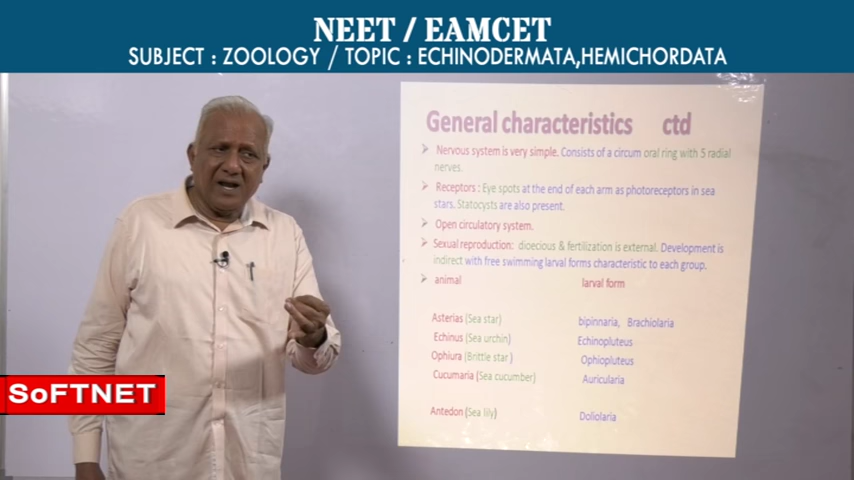 NEET / EAMCET
SUBJECT : ZOOLOGY / TOPIC : ECHINODERMATA,HEMICHORDATA
General characteristics ctd
Nervous system is very simple. Consists of a circum oral ring with 5 radial
nerves.
Receptors : Eye spots at the end of each arm as photoreceptors in sea
stars. Statocysts are also present.
Open circulatory system.
Sexual reproduction: dioecious & fertilization is external. Development is
indirect with free swimming larval forms characteristic to each group.
animal larval form
Asterias (Sea star) bipinnaria, Brachiolaria
Echinus (Sea urchin) Echinopluteus
Ophiura (Brittle star) Ophiopluteus
Cucumaria (Sea cucumber) Auricularia
Antedon (Sea lily) Doliolaria
SoFTNET